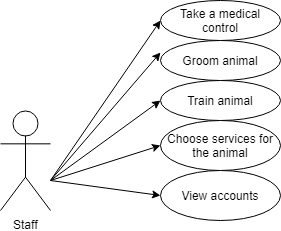 Take a medical
control
Groom animal
Train animal
Choose services for
the animal
View accounts
Staff